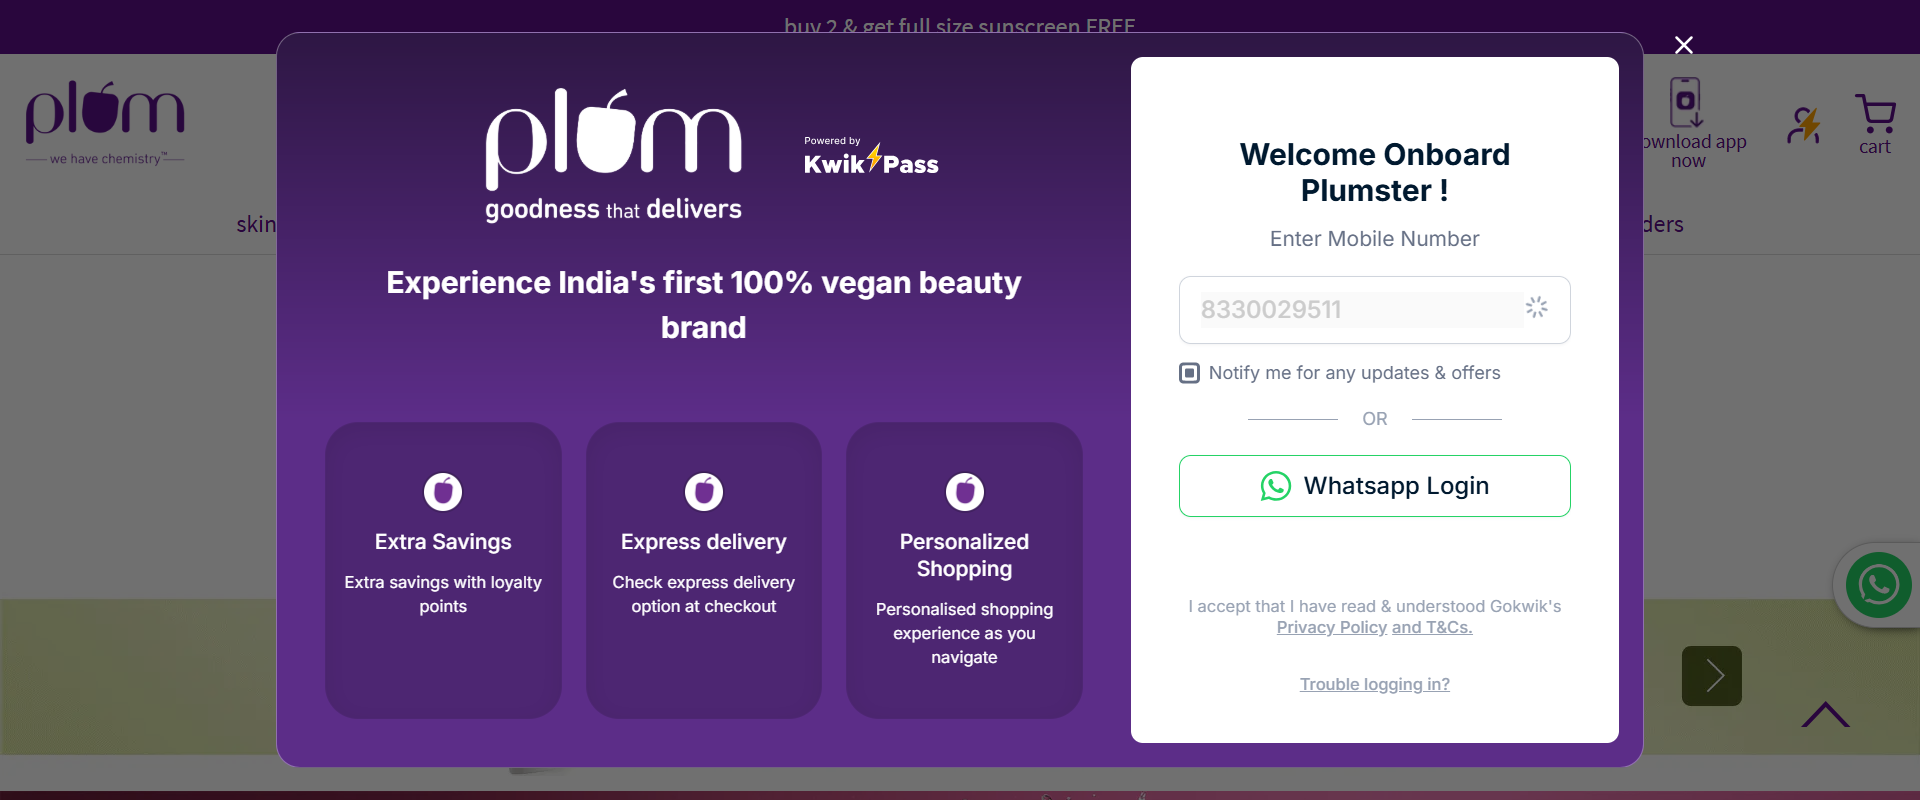 buy 2 & get full size sunscreen FREE
plum
we have chemistry™
ownload app
now
cart
skin
ders
plum
goodness that delivers
Powered by
Kwik Pass
Experience India's first 100% vegan beauty
brand
Extra Savings
Extra savings with loyalty
points
Express delivery
Check express delivery
option at checkout
Personalized
Shopping
Personalised shopping
experience as you
navigate
Welcome Onboard
Plumster !
Enter Mobile Number
8330029511
Notify me for any updates & offers
OR
Whatsapp Login
I accept that I have read & understood Gokwik's
Privacy Policy and T&Cs.
Trouble logging in?